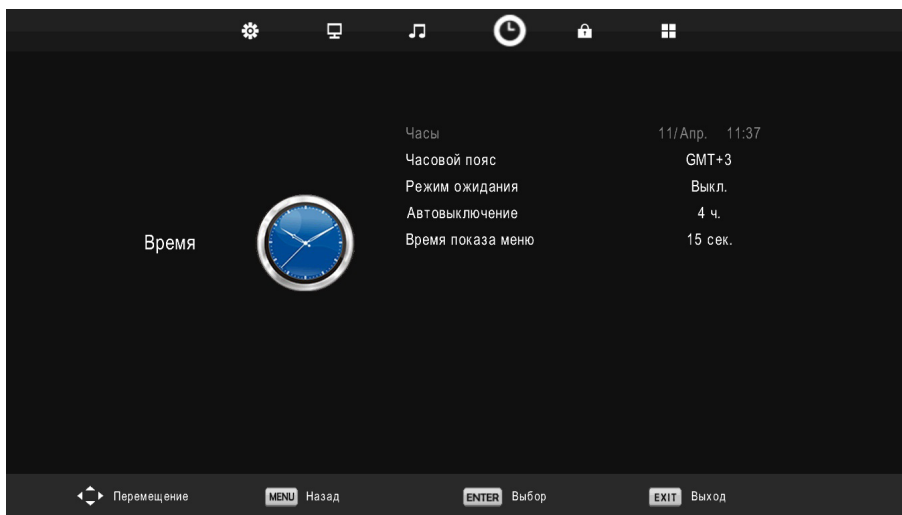 Часы 11/Апр. 11:37
Часовой пояс GMT+3
Режим ожидания Выкл.
Автовыключение 4 ч.
Время показа меню 15 сек.
Время
Перемещение MENU Назад ENTER Выбор EXIT Выход